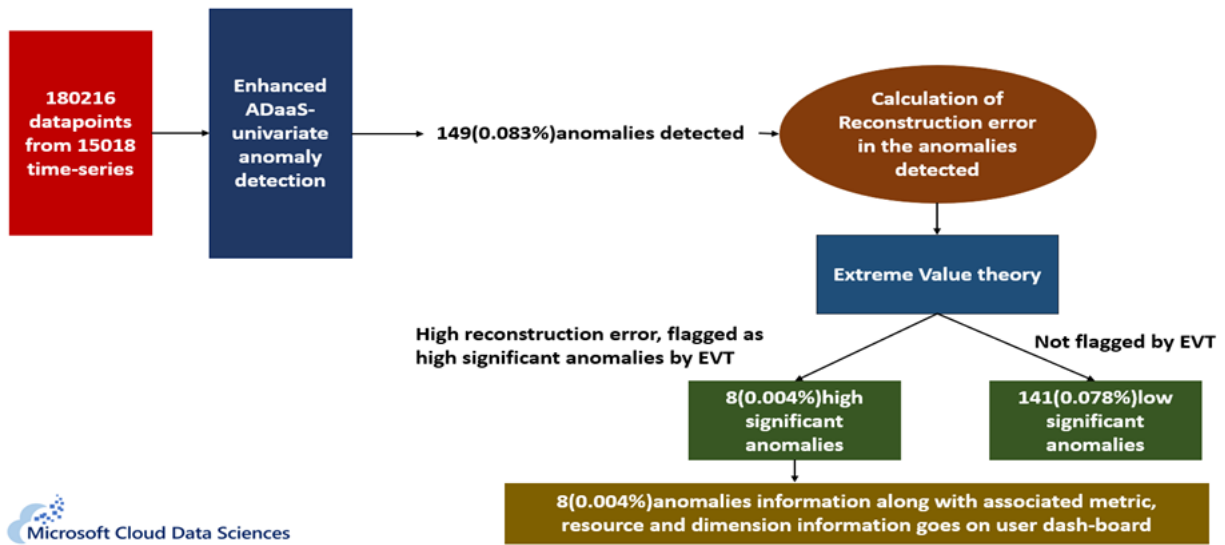 180216
datapoints
from 15018
time-series
Enhanced
ADaaS-
univariate
anomaly
detection
149(0.083%)anomalies detected
Calculation of
Reconstruction error
in the anomalies
detected
Extreme Value theory
High reconstruction error, flagged as
high significant anomalies by EVT
Not flagged by EVT
8(0.004%)high
significant
anomalies
141(0.078%)low
significant
anomalies
8(0.004%)anomalies information along with associated metric,
resource and dimension information goes on user dash-board
Microsoft Cloud Data Sciences